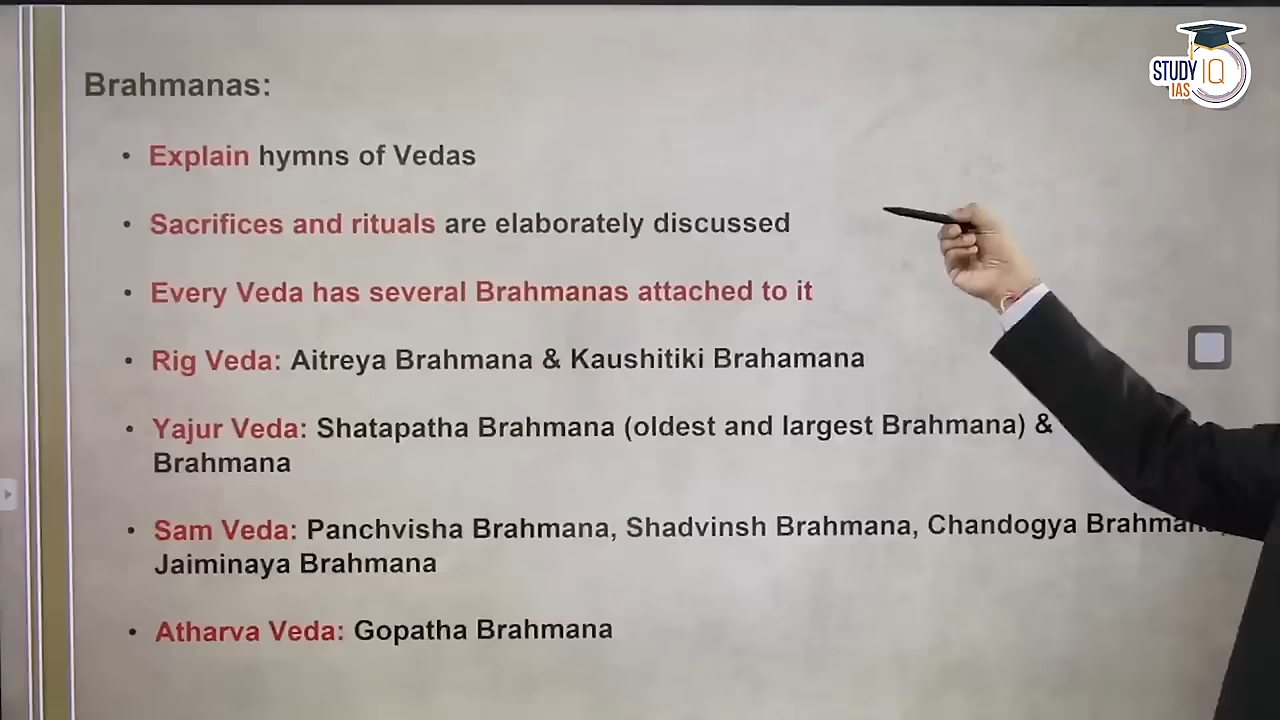 STUDY IQ
IAS
Brahmanas:
• Explain hymns of Vedas
• Sacrifices and rituals are elaborately discussed
• Every Veda has several Brahmanas attached to it
• Rig Veda: Aitreya Brahmana & Kaushitiki Brahamana
• Yajur Veda: Shatapatha Brahmana (oldest and largest Brahmana) &
Brahmana
• Sam Veda: Panchvisha Brahmana, Shadvinsh Brahmana, Chandogya Brahmana,
Jaiminaya Brahmana
• Atharva Veda: Gopatha Brahmana